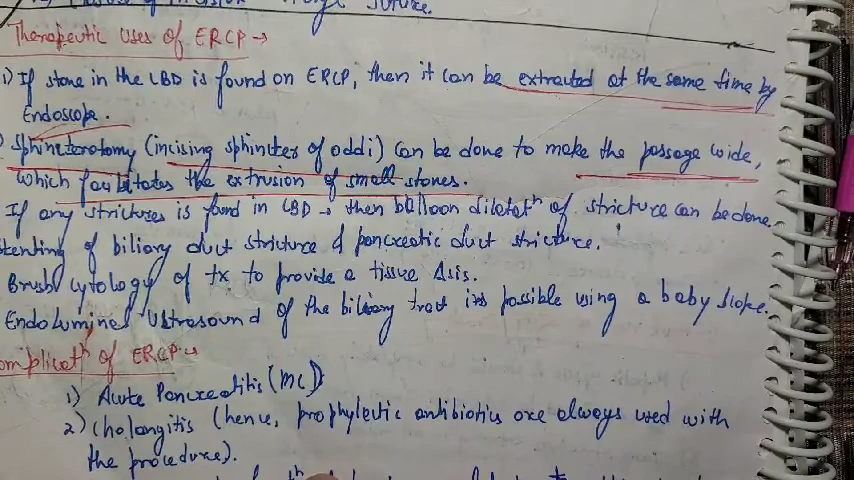 Therapeutic Uses of ERCP →
1) If stone in the CBD is found on ERCP, then it can be extracted at the same time by
Endoscope.
) Sphincterotomy (incising sphincter of oddi) can be done to make the passage wide,
which facilitates the extrusion of small stones.
If any strictures is found in CBD → then balloon dilatatⁿ of stricture can be done.
Stenting of biliary duct stricture & pancreatic duct stricture.
Brush cytology of tx to provide a tissue Δsis.
Endoluminal Ultrasound of the biliary tract is possible using a baby scope.
omplicatⁿ of ERCP →
1) Acute Pancreatitis (MC)
2) Cholangitis (hence, prophylactic antibiotics are always used with
the procedure).